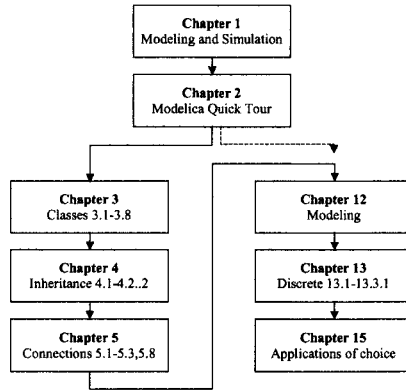 Chapter 1
Modeling and Simulation
Chapter 2
Modelica Quick Tour
Chapter 3
Classes 3.1-3.8
Chapter 4
Inheritance 4.1-4.2..2
Chapter 5
Connections 5.1-5.3,5.8
Chapter 12
Modeling
Chapter 13
Discrete 13.1-13.3.1
Chapter 15
Applications of choice